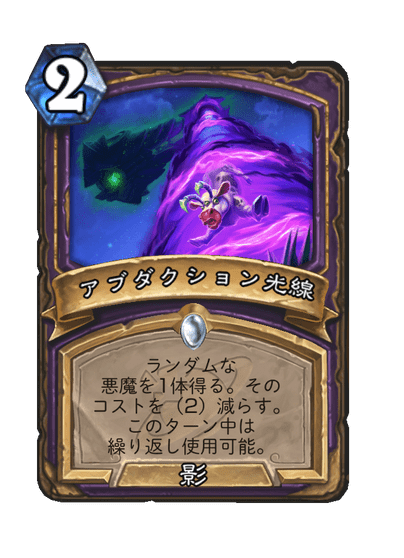 2
アブダクション光線
ランダムな
悪魔を1体得る。その
コストを（2）減らす。
このターン中は
繰り返し使用可能。
影